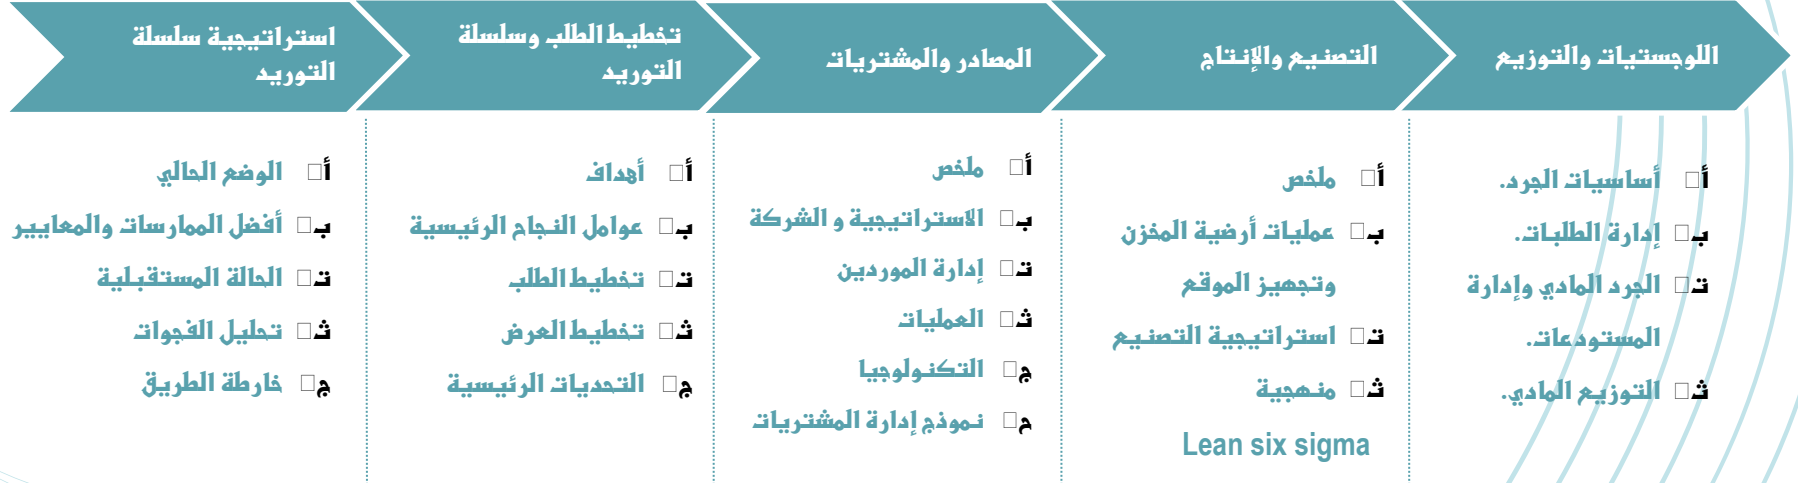 استراتيجية سلسلة
التوريد
أ□ الوضع الحالي
ب□ أفضل الممارسات والمعايير
ت□ الحالة المستقبلية
ث□ تحليل الفجوات
ج□ خارطة الطريق
تخطيط الطلب وسلسلة
التوريد
أ□ أهداف
ب□ عوامل النجاح الرئيسية
ت□ تخطيط الطلب
ث□ تخطيط العرض
ج□ التحديات الرئيسية
المصادر والمشتريات
أ□ ملخص
ب□ الاستراتيجية و الشركة
ت□ إدارة الموردين
ث□ العمليات
ج□ التكنولوجيا
ح□ نموذج إدارة المشتريات
التصنيع والإنتاج
أ□ ملخص
ب□ عمليات أرضية المخزن
وتجهيز الموقع
ت□ استراتيجية التصنيع
ث□ منهجية
Lean six sigma
اللوجستيات والتوزيع
أ□ أساسيات الجرد.
ب□ إدارة الطلبات.
ت□ الجرد المادي وإدارة
المستودعات.
ث□ التوزيع المادي.